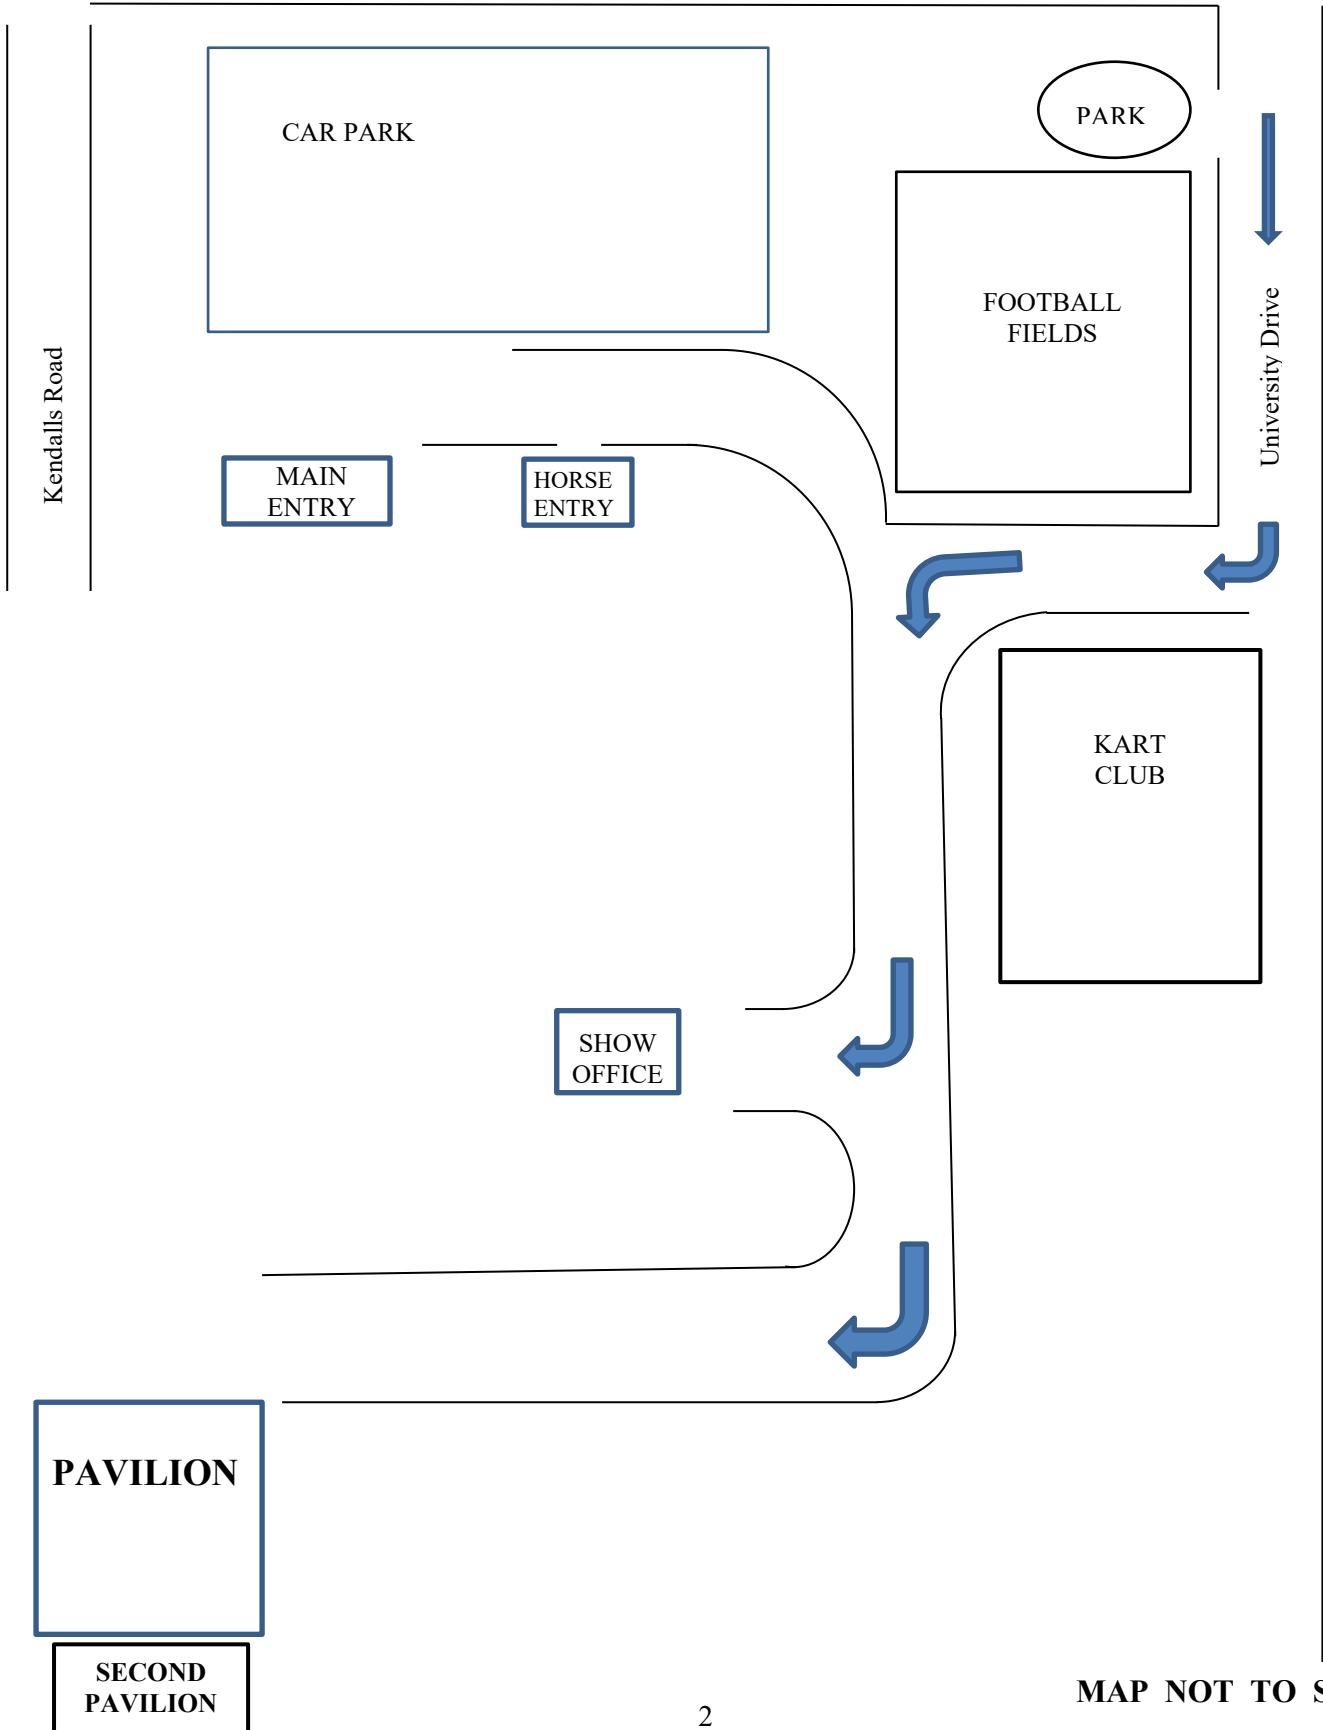 CAR PARK
PARK
FOOTBALL
FIELDS
University Drive
Kendalls Road
MAIN
ENTRY
HORSE
ENTRY
KART
CLUB
SHOW
OFFICE
PAVILION
SECOND
PAVILION
MAP NOT TO
2